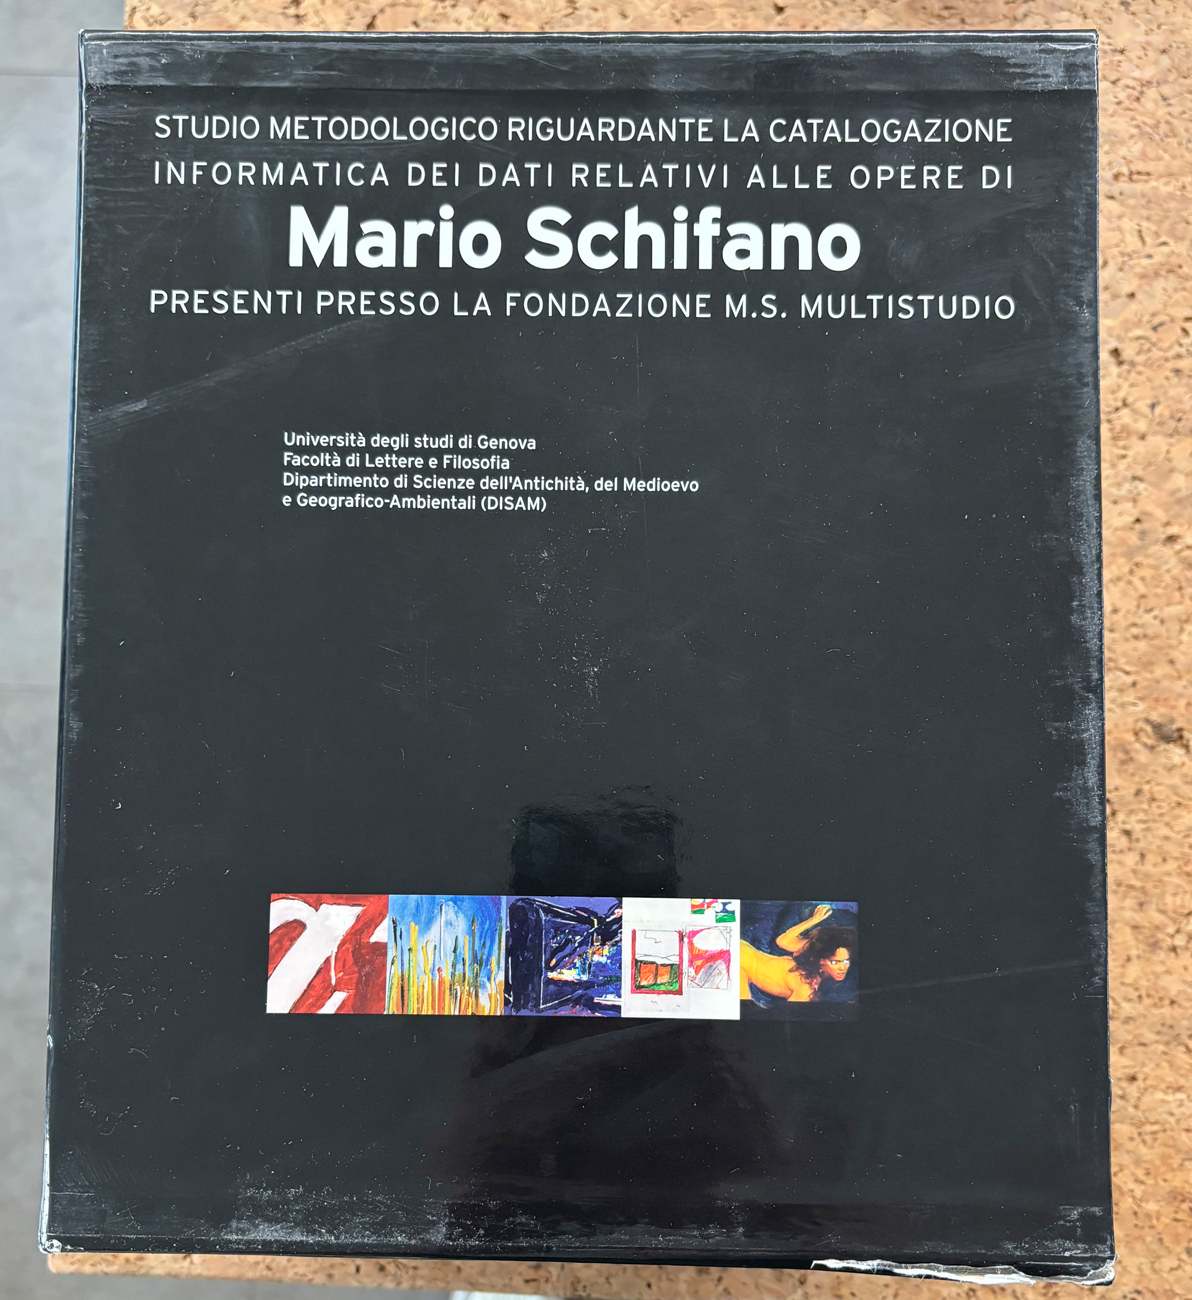 STUDIO METODOLOGICO RIGUARDANTE LA CATALOGAZIONE
INFORMATICA DEI DATI RELATIVI ALLE OPERE DI
Mario Schifano
PRESENTI PRESSO LA FONDAZIONE M.S. MULTISTUDIO
Università degli studi di Genova
Facoltà di Lettere e Filosofia
Dipartimento di Scienze dell'Antichità, del Medioevo
e Geografico-Ambientali (DISAM)